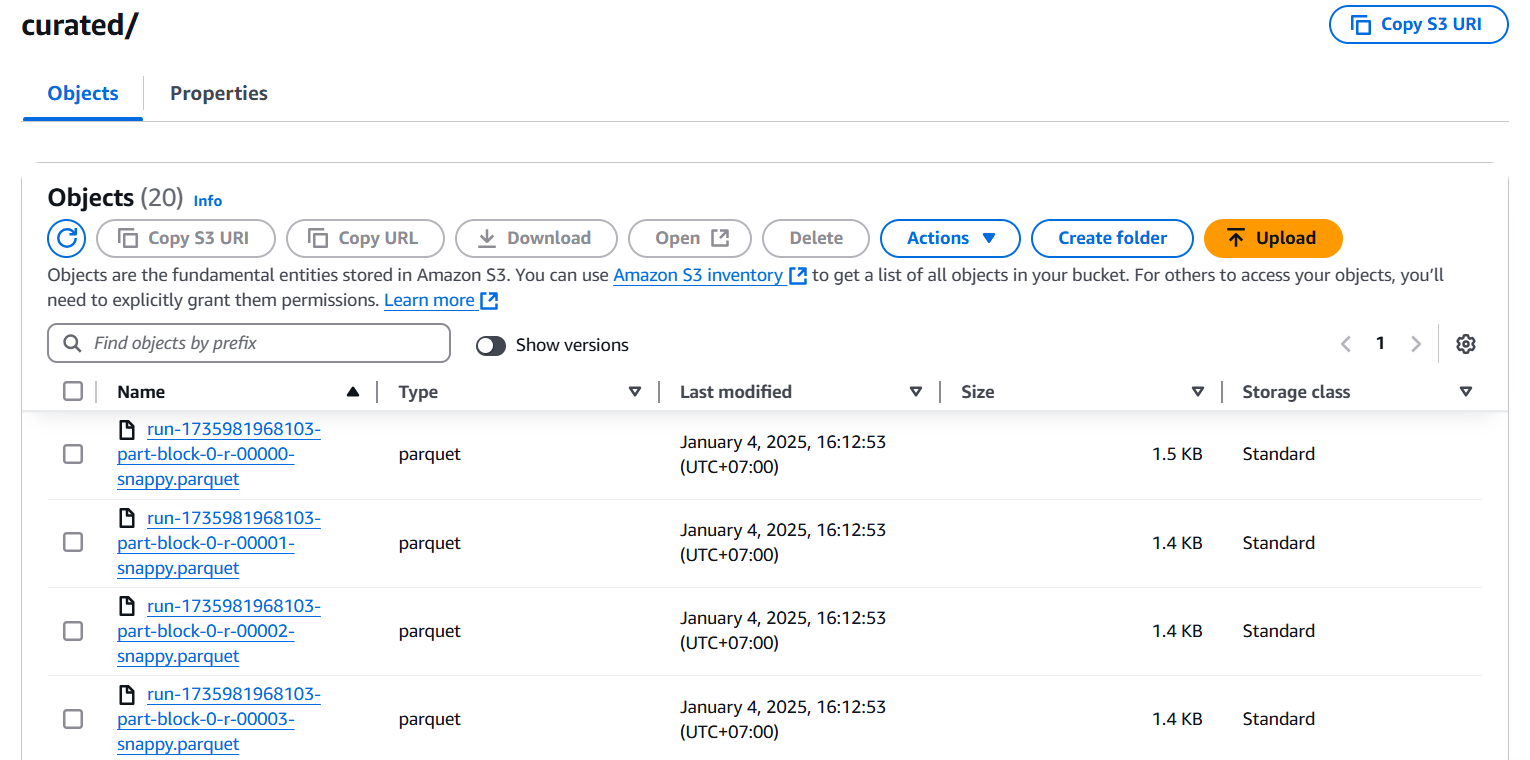 curated/
Copy S3 URI
Objects
Properties
Objects (20) Info
Copy S3 URI
Copy URL
Download
Open
Delete
Actions
Create folder
Upload
Objects are the fundamental entities stored in Amazon S3. You can use Amazon S3 inventory to get a list of all objects in your bucket. For others to access your objects, you’ll
need to explicitly grant them permissions. Learn more
Find objects by prefix
Show versions
1
Name
Type
Last modified
Size
Storage class
run-1735981968103-
part-block-0-r-00000-
snappy.parquet
parquet
January 4, 2025, 16:12:53
(UTC+07:00)
1.5 KB
Standard
run-1735981968103-
part-block-0-r-00001-
snappy.parquet
parquet
January 4, 2025, 16:12:53
(UTC+07:00)
1.4 KB
Standard
run-1735981968103-
part-block-0-r-00002-
snappy.parquet
parquet
January 4, 2025, 16:12:53
(UTC+07:00)
1.4 KB
Standard
run-1735981968103-
part-block-0-r-00003-
snappy.parquet
parquet
January 4, 2025, 16:12:53
(UTC+07:00)
1.4 KB
Standard